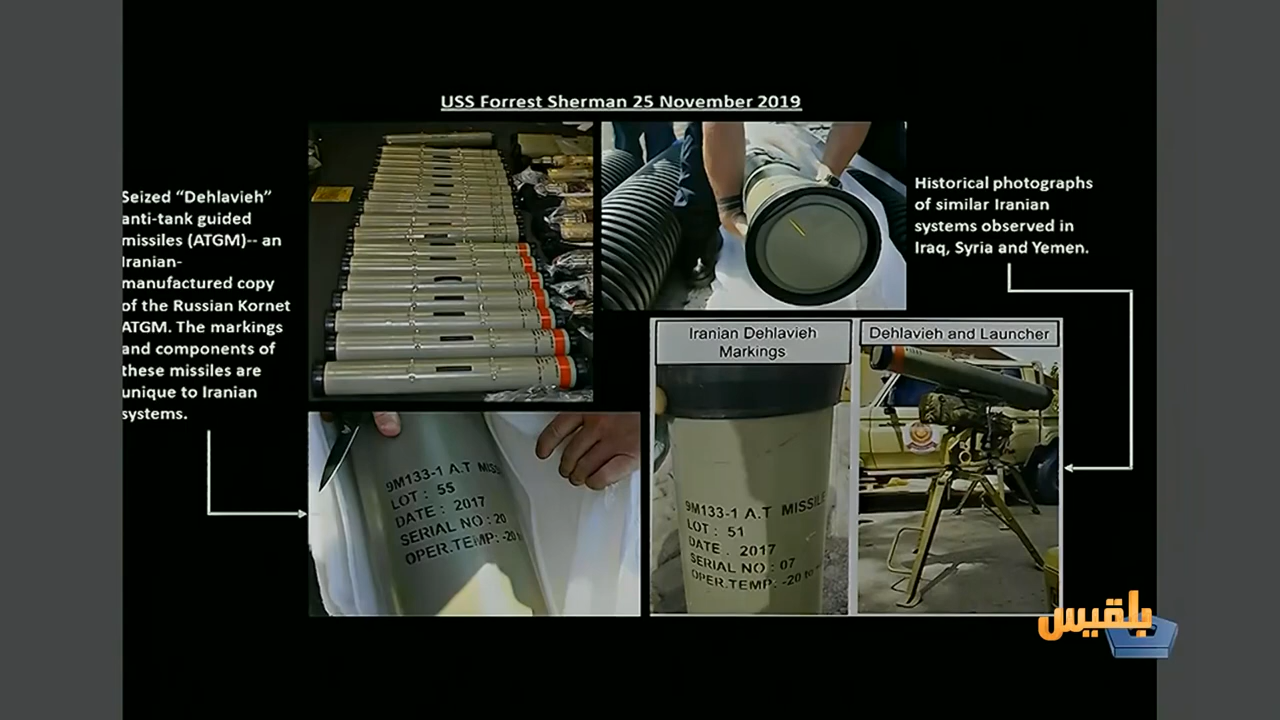 USS Forrest Sherman 25 November 2019
Seized “Dehlavieh”
anti-tank guided
missiles (ATGM)-- an
Iranian-
manufactured copy
of the Russian Kornet
ATGM. The markings
and components of
these missiles are
unique to Iranian
systems.
Historical photographs
of similar Iranian
systems observed in
Iraq, Syria and Yemen.
9M133-1 A.T MISS
LOT : 55
DATE : 2017
SERIAL NO : 20
OPER.TEMP: -20
Iranian Dehlavieh
Markings
9M133-1 A.T MISSILE
LOT : 51
DATE . 2017
SERIAL NO : 07
OPER.TEMP: -20 to
Dehlavieh and Launcher
بلقيس